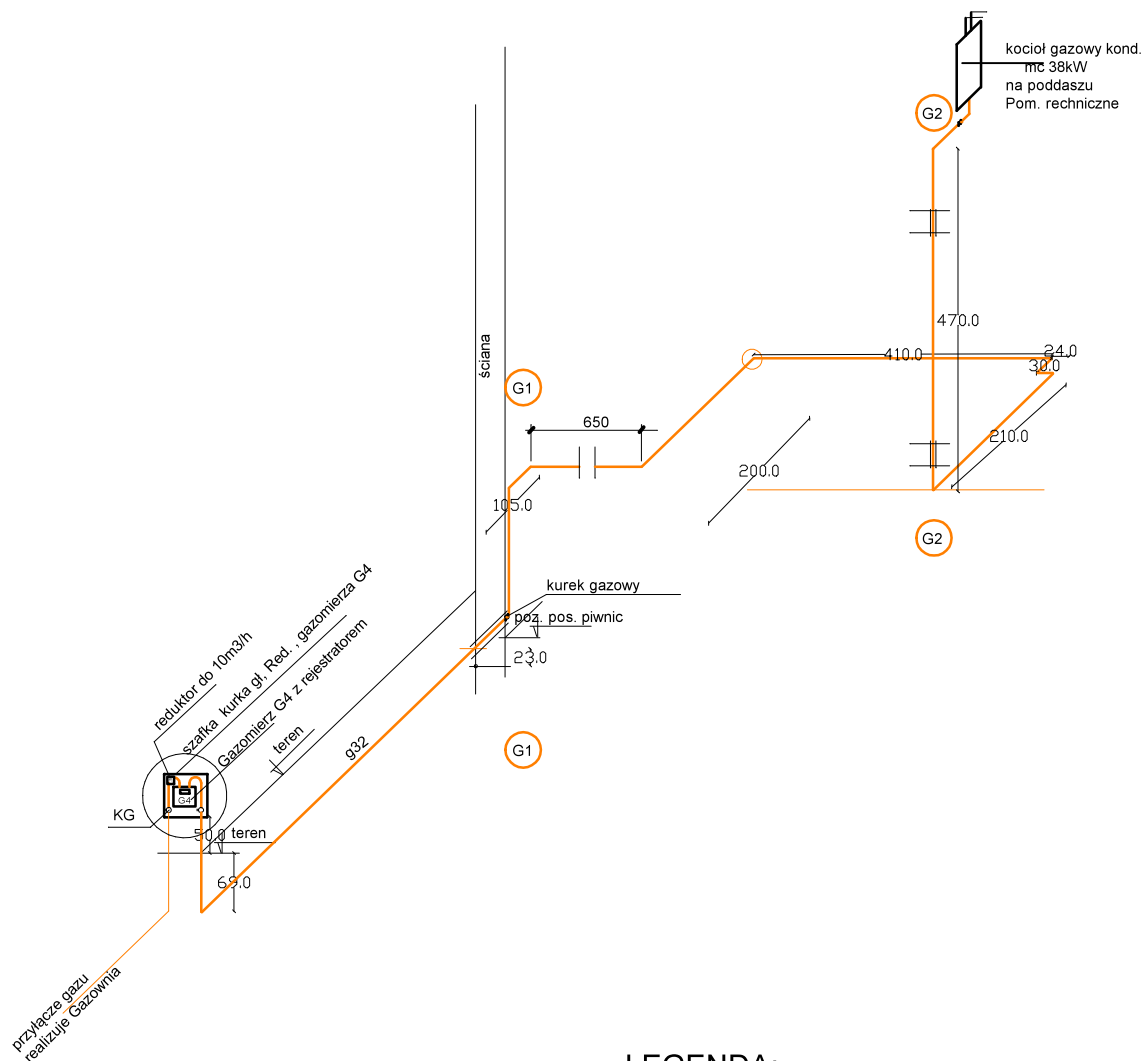 kocioł gazowy kond.
mc 38kW
na poddaszu
Pom. rechniczne
G2
470.0
410.0
24.0
30.0
210.0
ściana
G1
650
200.0
105.0
G2
kurek gazowy
poz. pos. piwnic
23.0
reduktor do 10m3/h
szafka kurka gł, Red. , gazomierza G4
Gazomierz G4 z rejestratorem
teren
g32
G1
G4
KG
50.0
teren
69.0
przyłącze gazu
realizuje Gazownia
LEGENDA: